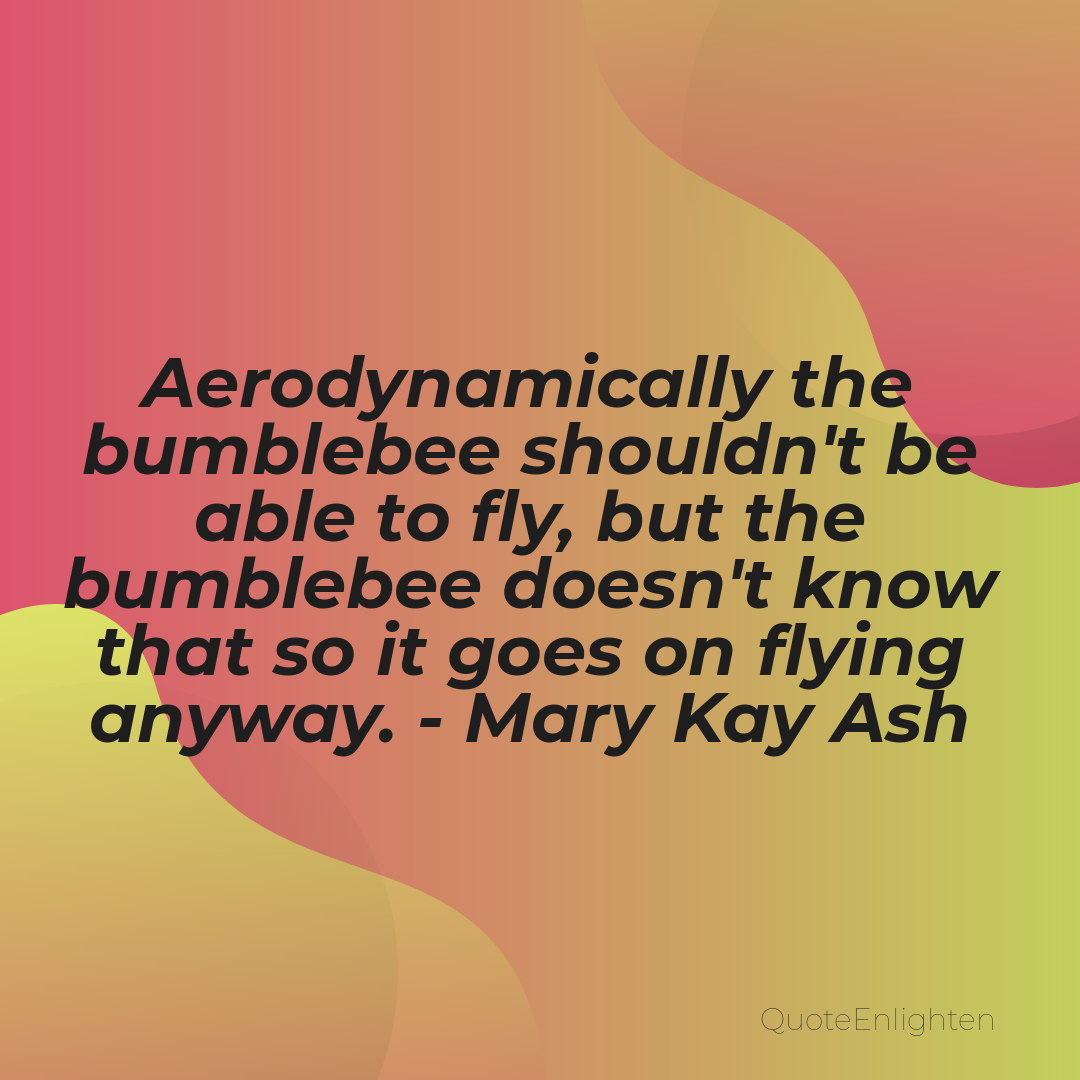 Aerodynamically the
bumblebee shouldn't be
able to fly, but the
bumblebee doesn't know
that so it goes on flying
anyway. - Mary Kay Ash
QuoteEnlighten